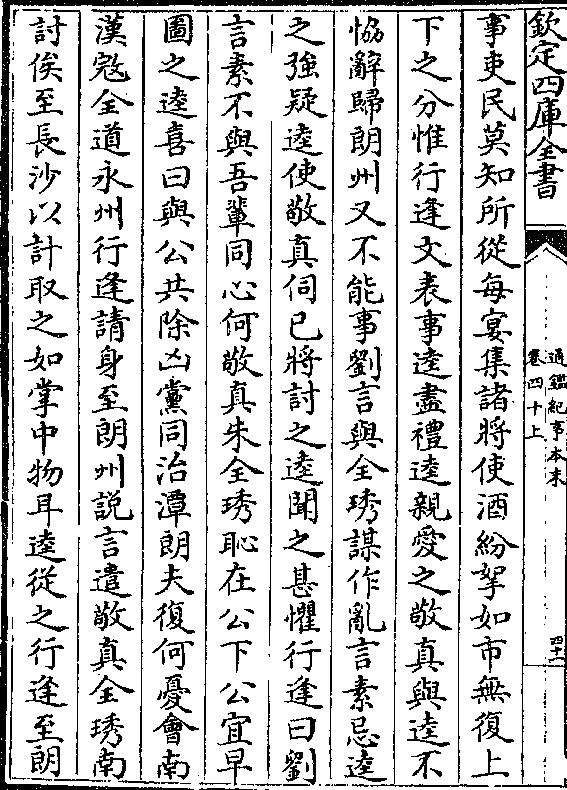 欽定四庫全書
通鑑紀事本末
卷四十上
四十二
事吏民莫知所從每宴集諸將使酒紛拏如市無復上
下之分惟行逢文表事逵盡禮逵親愛之敬真與逵不
恊辭歸朗州又不能事劉言與全琇謀作亂言素忌逵
之強疑逵使敬真伺已將討之逵聞之甚懼行逢曰劉
言素不與吾輩同心何敬真朱全琇恥在公下公宜早
圖之逵喜曰與公共除凶黨同治潭朗夫復何憂會南
漢寇全道永州行逢請身至朗州說言遣敬真全琇南
討俟至長沙以計取之如掌中物耳逵從之行逢至朗